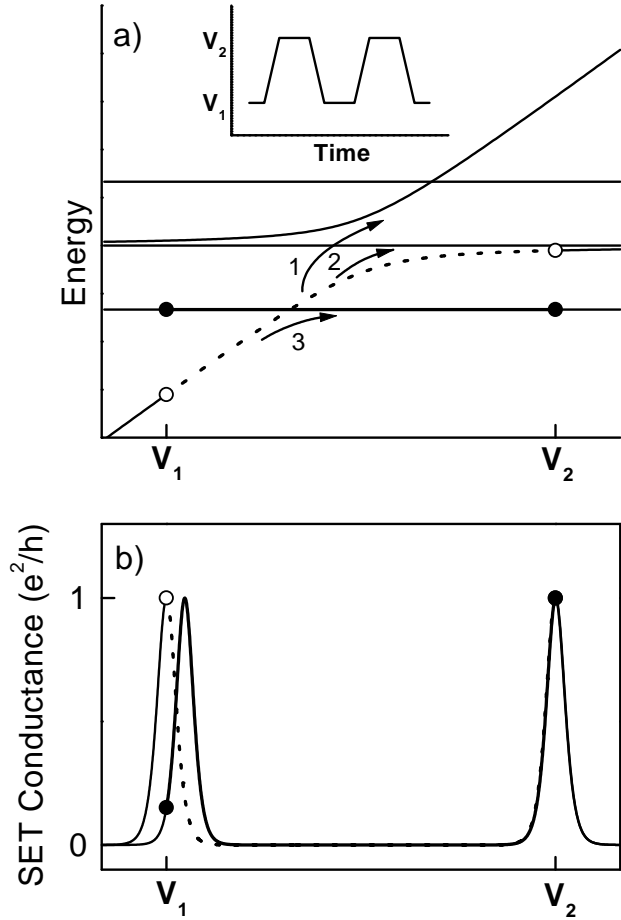 a)
V₂
V₁
Time
Energy
1
2
3
V₁ V₂
b)
SET Conductance (e²/h)
1
0
V₁ V₂